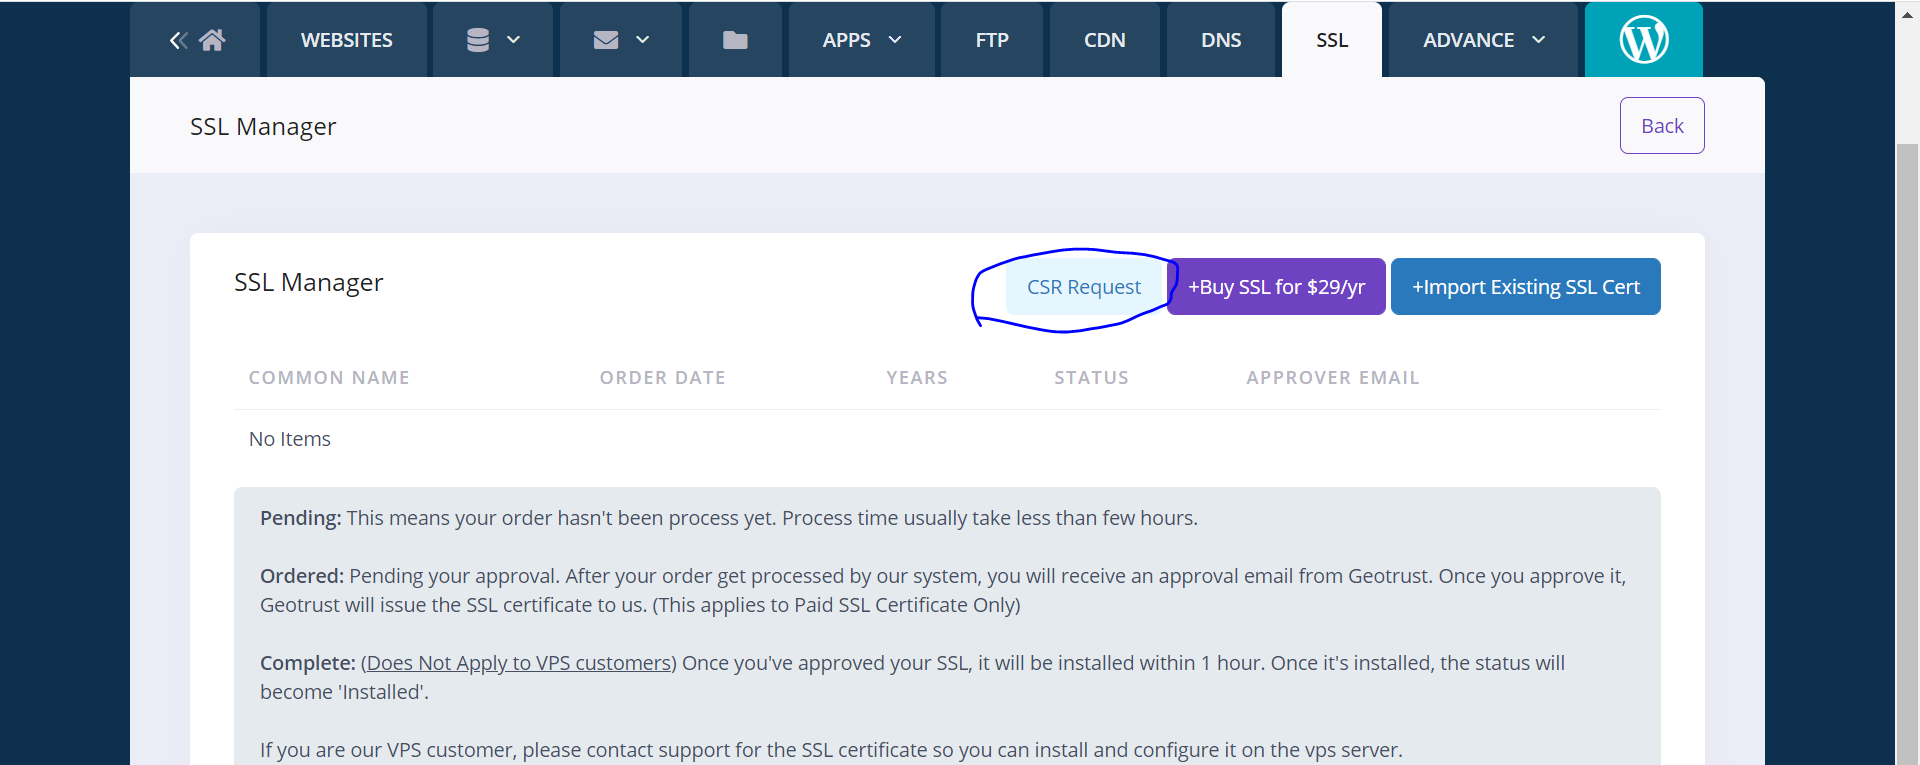 WEBSITES APPS FTP CDN DNS SSL ADVANCE
SSL Manager
Back
SSL Manager
CSR Request
+Buy SSL for $29/yr
+Import Existing SSL Cert
COMMON NAME ORDER DATE YEARS STATUS APPROVER EMAIL
No Items
Pending: This means your order hasn't been process yet. Process time usually take less than few hours.
Ordered: Pending your approval. After your order get processed by our system, you will receive an approval email from Geotrust. Once you approve it,
Geotrust will issue the SSL certificate to us. (This applies to Paid SSL Certificate Only)
Complete: (Does Not Apply to VPS customers) Once you've approved your SSL, it will be installed within 1 hour. Once it's installed, the status will
become 'Installed'.
If you are our VPS customer, please contact support for the SSL certificate so you can install and configure it on the vps server.